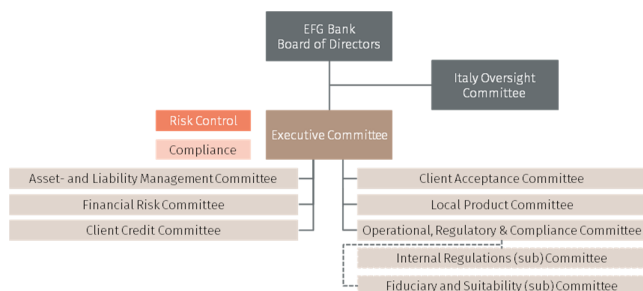 EFG Bank
Board of Directors
Italy Oversight
Committee
Risk Control
Executive Committee
Compliance
Asset- and Liability Management Committee
Client Acceptance Committee
Financial Risk Committee
Local Product Committee
Client Credit Committee
Operational, Regulatory & Compliance Committee
Internal Regulations (sub) Committee
Fiduciary and Suitability (sub) Committee